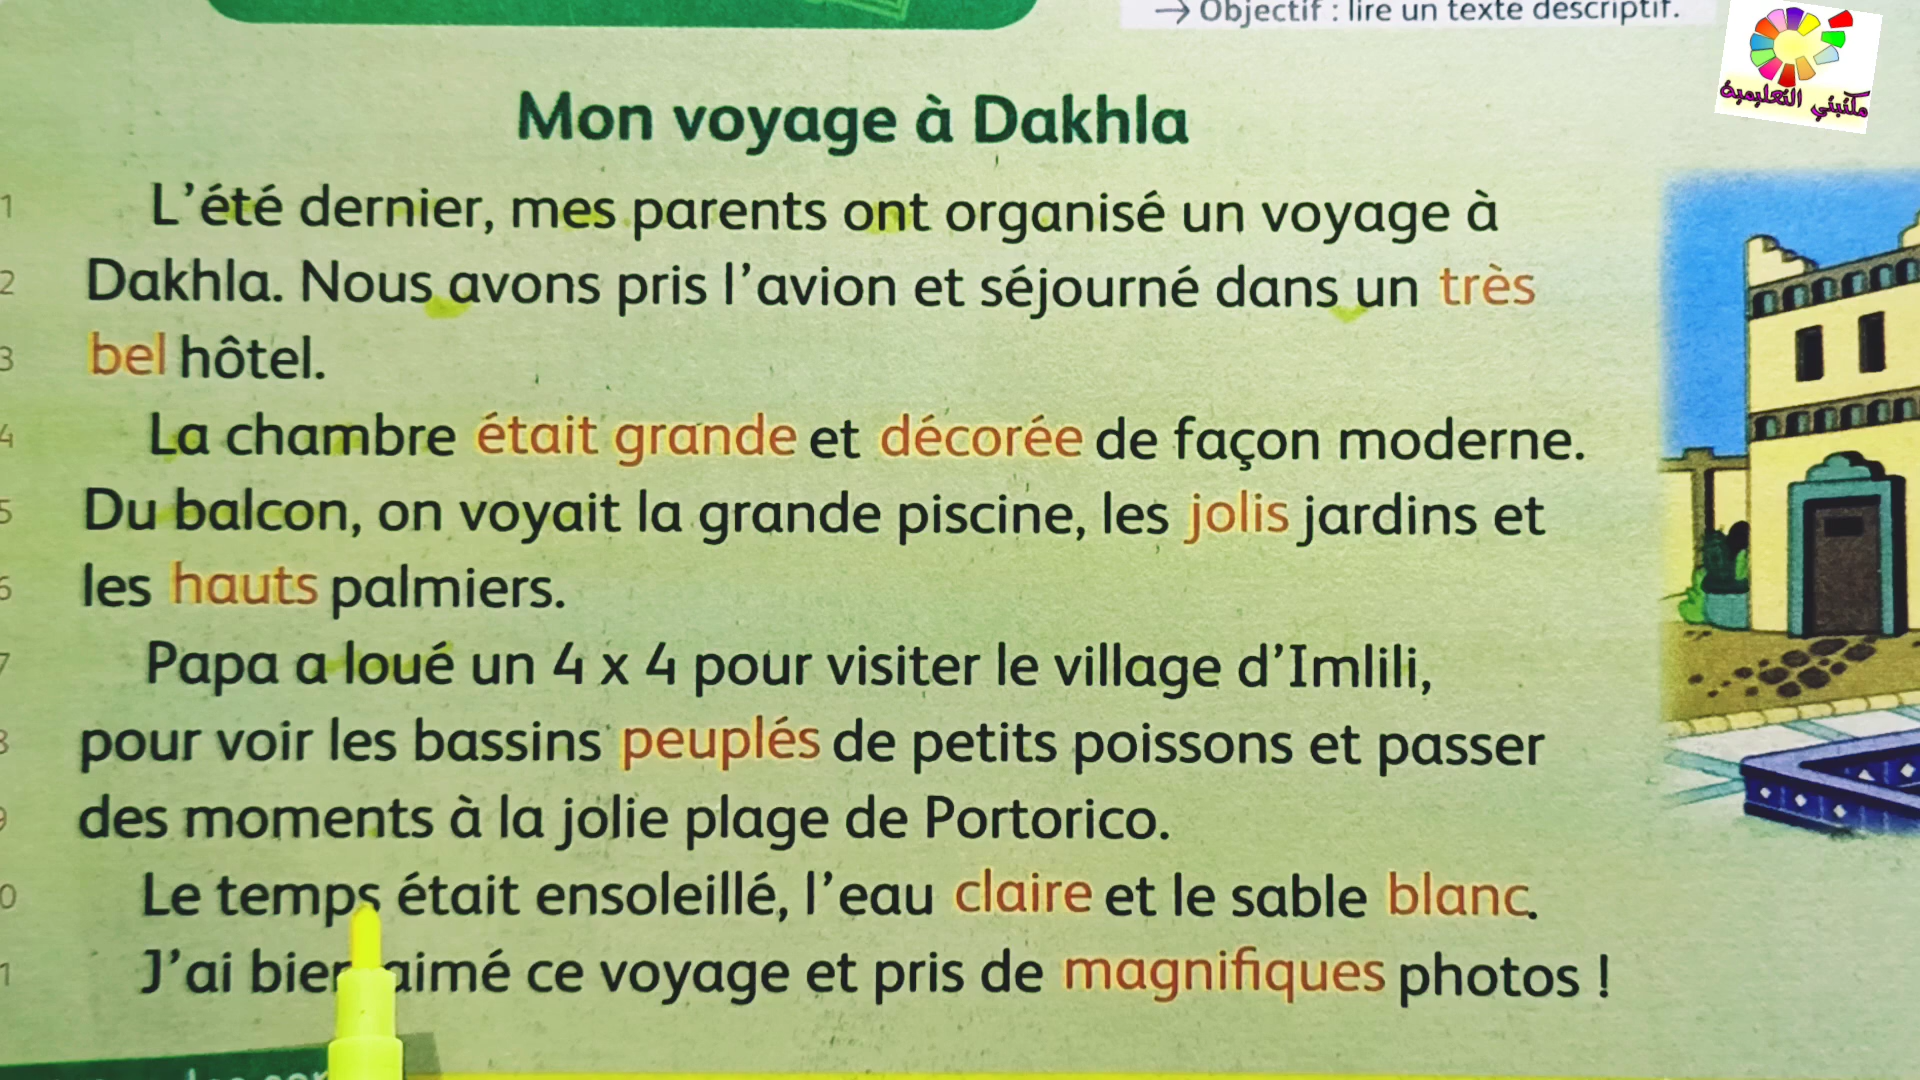 → Objectif : lire un texte descriptif.
مكتبتي التعليمية
Mon voyage à Dakhla
1 L'été dernier, mes parents ont organisé un voyage à
2 Dakhla. Nous avons pris l'avion et séjourné dans un très
3 bel hôtel.
4 La chambre était grande et décorée de façon moderne.
5 Du balcon, on voyait la grande piscine, les jolis jardins et
6 les hauts palmiers.
7 Papa a loué un 4 x 4 pour visiter le village d'Imlili,
8 pour voir les bassins peuplés de petits poissons et passer
9 des moments à la jolie plage de Portorico.
0 Le temps était ensoleillé, l'eau claire et le sable blanc.
1 J'ai bien aimé ce voyage et pris de magnifiques photos !